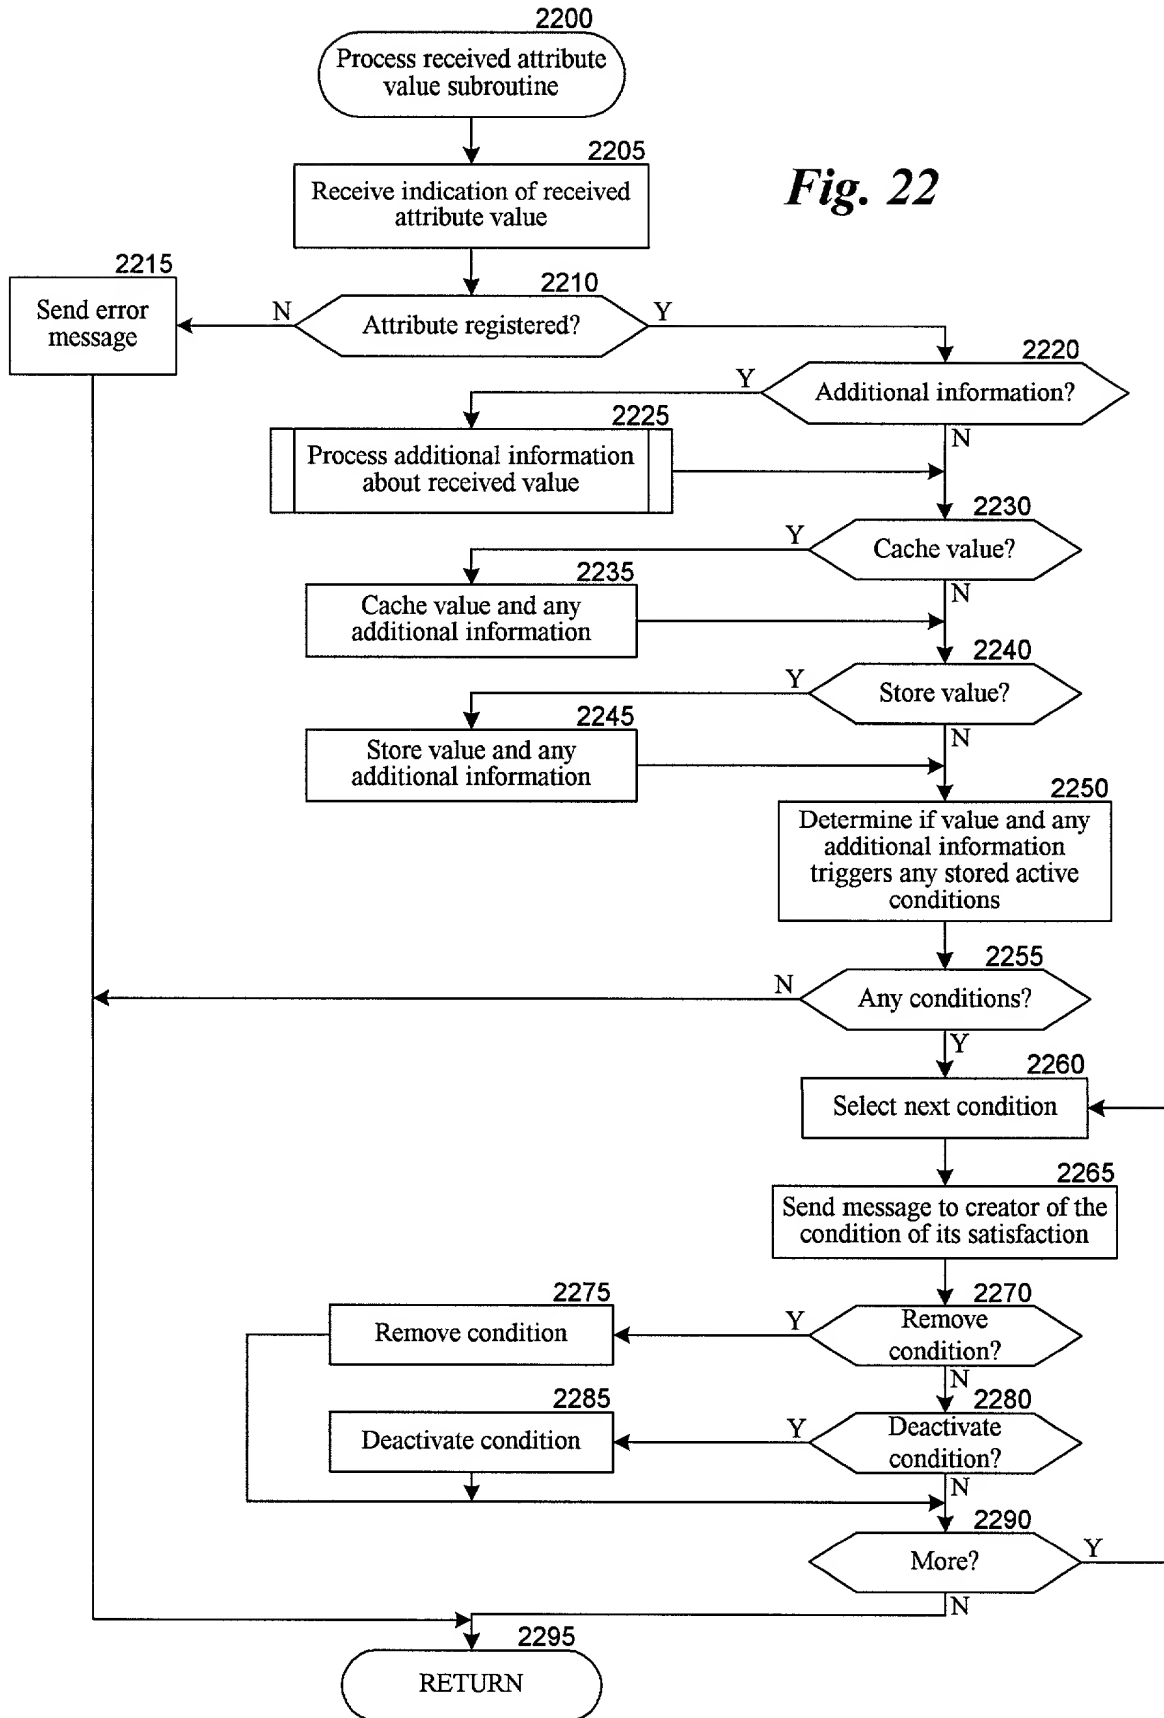 2200
Process received attribute
value subroutine
2205
Receive indication of received
attribute value
Fig. 22
2215
Send error
message
N
2210
Attribute registered?
Y
2220
Additional information?
Y
N
2225
Process additional information
about received value
2230
Cache value?
Y
N
2235
Cache value and any
additional information
2240
Store value?
Y
N
2245
Store value and any
additional information
2250
Determine if value and any
additional information
triggers any stored active
conditions
2255
Any conditions?
N
Y
2260
Select next condition
2265
Send message to creator of the
condition of its satisfaction
2270
Remove
condition?
Y
N
2275
Remove condition
2280
Deactivate
condition?
Y
N
2285
Deactivate condition
2290
More?
Y
N
2295
RETURN